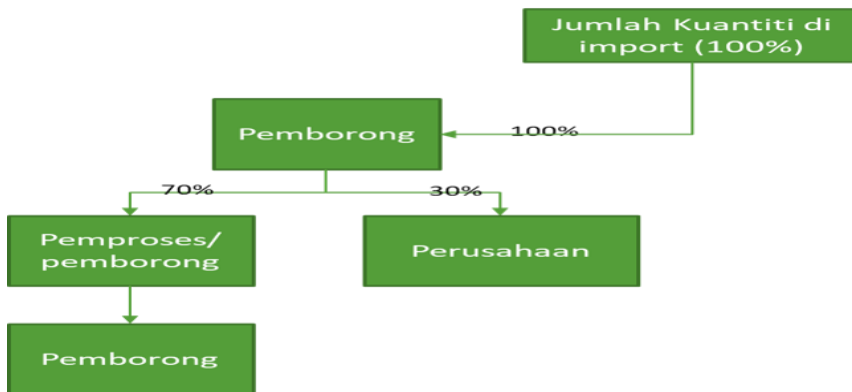 Jumlah Kuantiti di
import (100%)
Pemborong
100%
70%
30%
Pemproses/
pemborong
Perusahaan
Pemborong